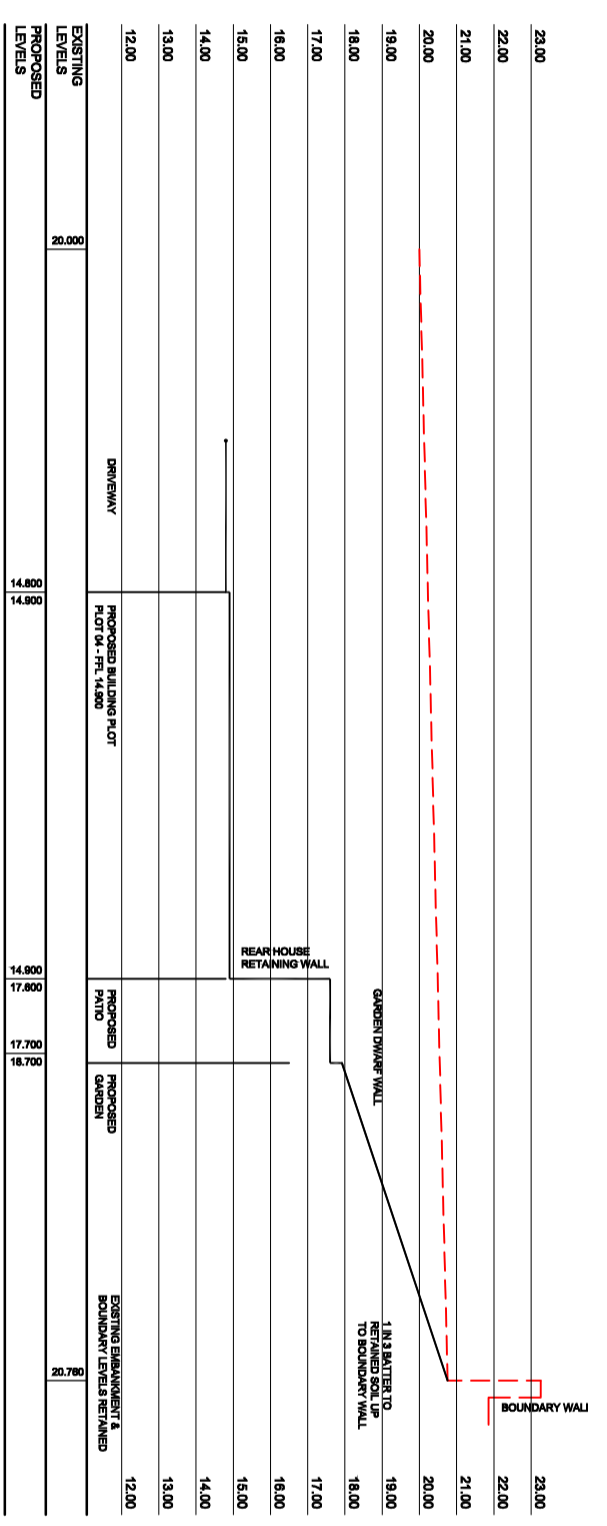 23.00
22.00
21.00
20.00
19.00
18.00
17.00
16.00
15.00
14.00
13.00
12.00
EXISTING
LEVELS
PROPOSED
LEVELS
20.000
DRIVEWAY
14.800
14.900
PROPOSED BUILDING PLOT
PLOT 04 - FFL 14.900
REAR HOUSE
RETAINING WALL
14.900
17.600
PROPOSED
PATIO
GARDEN DWARF WALL
17.700
18.700
PROPOSED
GARDEN
1 IN 3 BATTER TO
RETAINED SOIL UP
TO BOUNDARY WALL
EXISTING EMBANKMENT &
BOUNDARY LEVELS RETAINED
20.760
BOUNDARY WALL
23.00
22.00
21.00
20.00
19.00
18.00
17.00
16.00
15.00
14.00
13.00
12.00